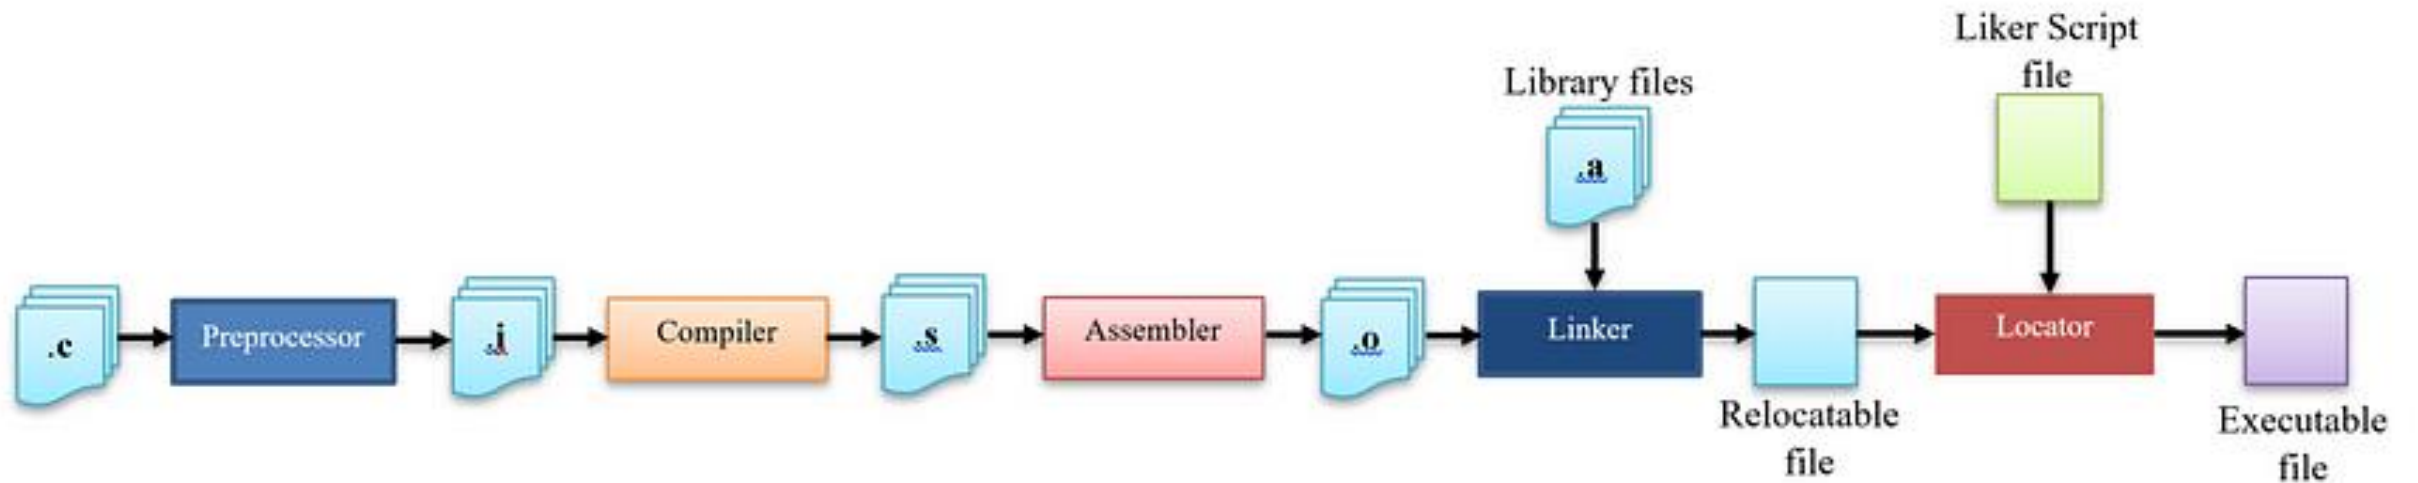 Liker Script
file
Library files
.a
.c
Preprocessor
.i
Compiler
.s
Assembler
.o
Linker
Relocatable
file
Locator
Executable
file